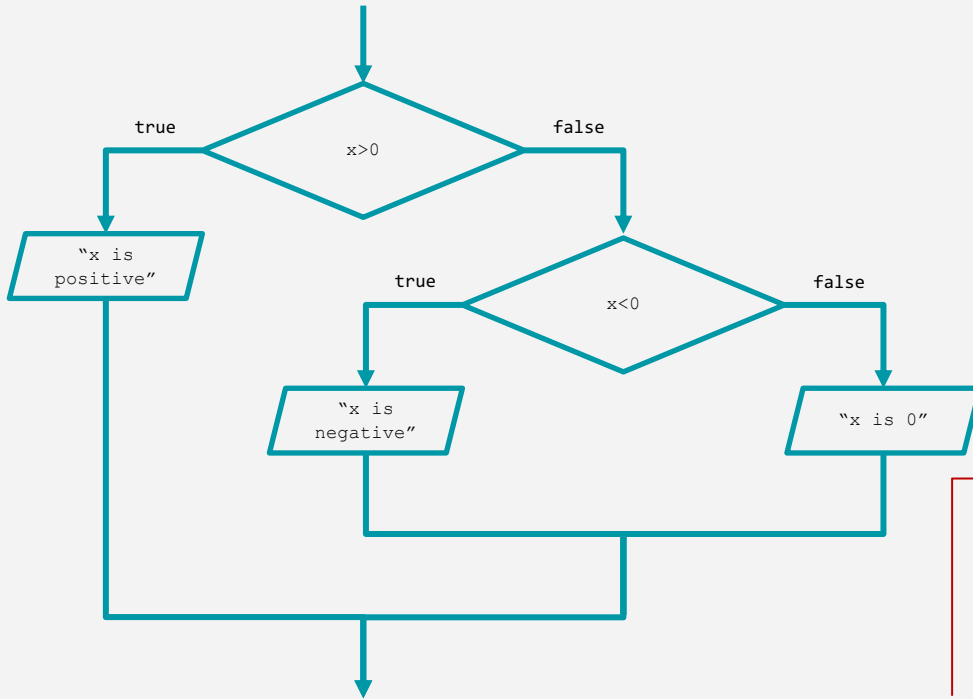 x>0
true
false
“x is
positive”
x<0
true
false
“x is
negative”
“x is 0”